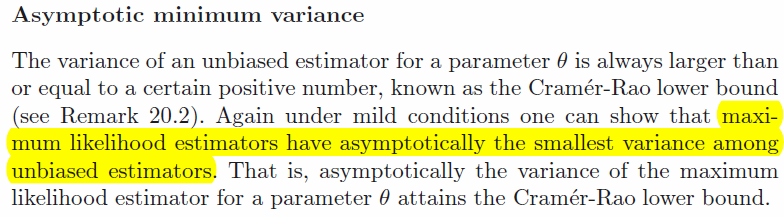 Asymptotic minimum variance
The variance of an unbiased estimator for a parameter θ is always larger than
or equal to a certain positive number, known as the Cramér-Rao lower bound
(see Remark 20.2). Again under mild conditions one can show that maxi-
mum likelihood estimators have asymptotically the smallest variance among
unbiased estimators. That is, asymptotically the variance of the maximum
likelihood estimator for a parameter θ attains the Cramér-Rao lower bound.